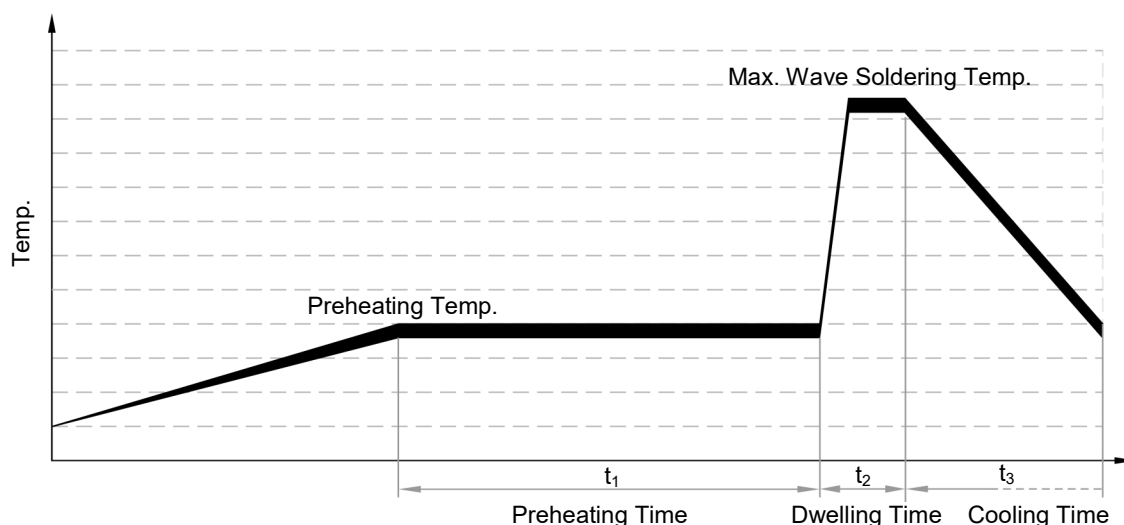 Max. Wave Soldering Temp.
Temp.
Preheating Temp.
t₁
t₂
t₃
Preheating Time
Dwelling Time
Cooling Time